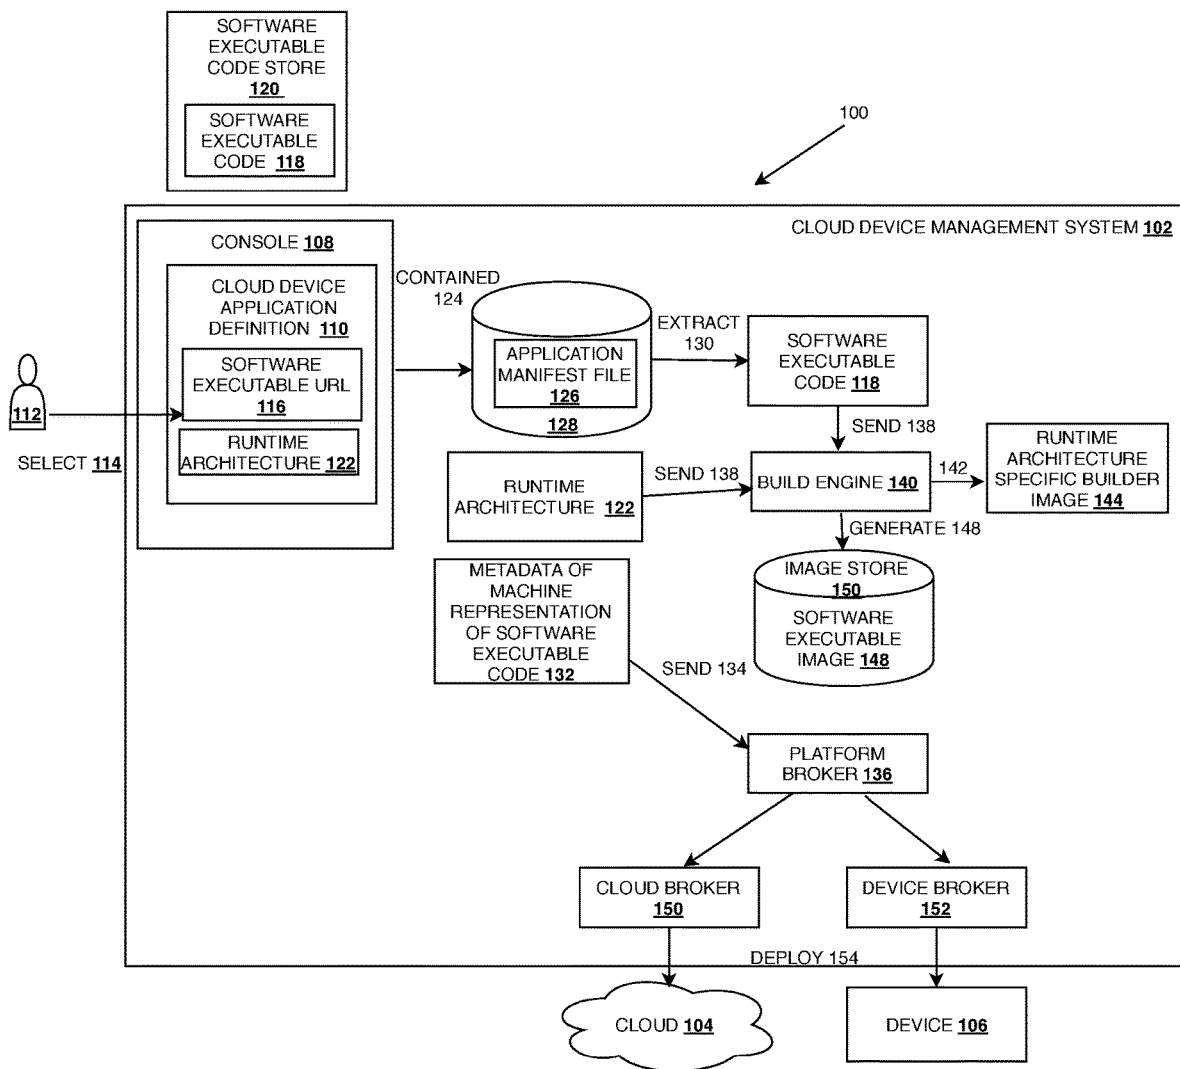 SOFTWARE
EXECUTABLE
CODE STORE
120
SOFTWARE
EXECUTABLE
CODE 118
100
CLOUD DEVICE MANAGEMENT SYSTEM 102
CONSOLE 108
CLOUD DEVICE
APPLICATION
DEFINITION 110
SOFTWARE
EXECUTABLE URL
116
RUNTIME
ARCHITECTURE 122
112
SELECT 114
CONTAINED
124
APPLICATION
MANIFEST FILE
126
128
EXTRACT
130
SOFTWARE
EXECUTABLE
CODE 118
SEND 138
RUNTIME
ARCHITECTURE 122
SEND 138
BUILD ENGINE 140
142
RUNTIME
ARCHITECTURE
SPECIFIC BUILDER
IMAGE 144
GENERATE 148
IMAGE STORE
150
SOFTWARE
EXECUTABLE
IMAGE 148
METADATA OF
MACHINE
REPRESENTATION
OF SOFTWARE
EXECUTABLE
CODE 132
SEND 134
PLATFORM
BROKER 136
CLOUD BROKER
150
DEVICE BROKER
152
DEPLOY 154
CLOUD 104
DEVICE 106